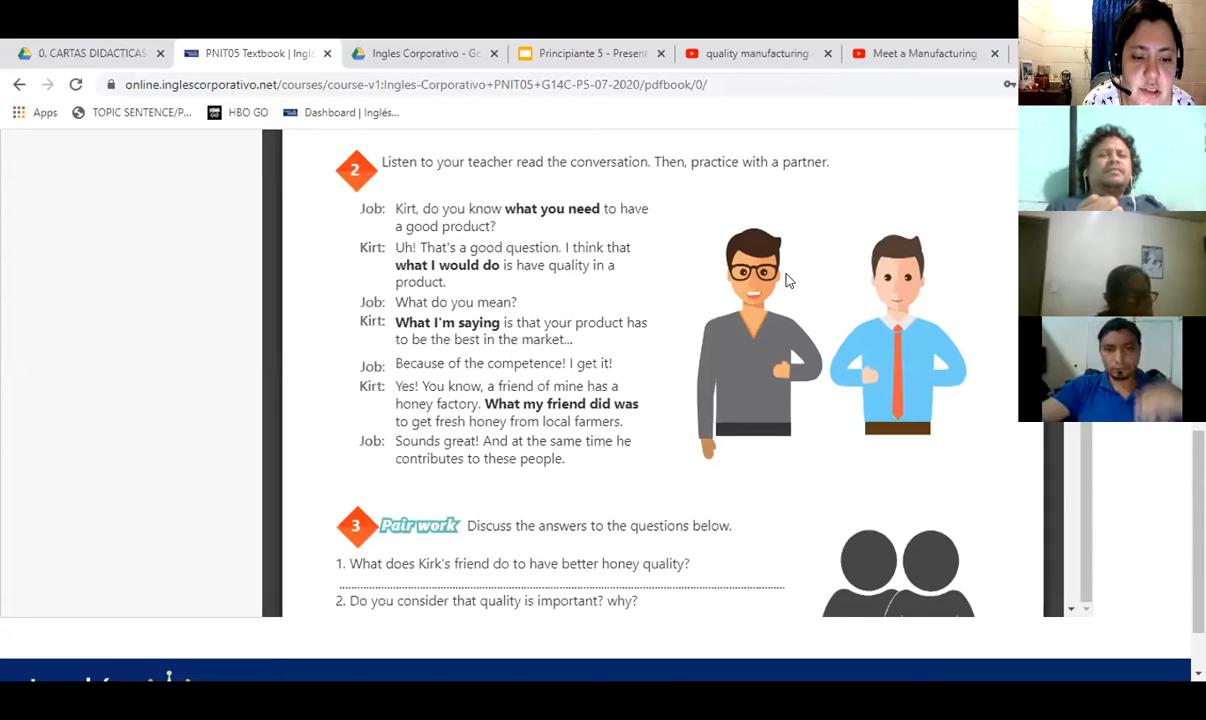 0. CARTAS DIDACTICAS
PNIT05 Textbook | Inglé
Ingles Corporativo - Go
Principiante 5 - Present
quality manufacturing
Meet a Manufacturing
online.inglescorporativo.net/courses/course-v1:Ingles-Corporativo+PNIT05+G14C-P5-07-2020/pdfbook/0/
Apps
TOPIC SENTENCE/P...
HBO GO
Dashboard | Inglés...
2 Listen to your teacher read the conversation. Then, practice with a partner.
Job: Kirt, do you know what you need to have
a good product?
Kirt: Uh! That's a good question. I think that
what I would do is have quality in a
product.
Job: What do you mean?
Kirt: What I'm saying is that your product has
to be the best in the market...
Job: Because of the competence! I get it!
Kirt: Yes! You know, a friend of mine has a
honey factory. What my friend did was
to get fresh honey from local farmers.
Job: Sounds great! And at the same time he
contributes to these people.
3 Pair work Discuss the answers to the questions below.
1. What does Kirk's friend do to have better honey quality?
2. Do you consider that quality is important? why?